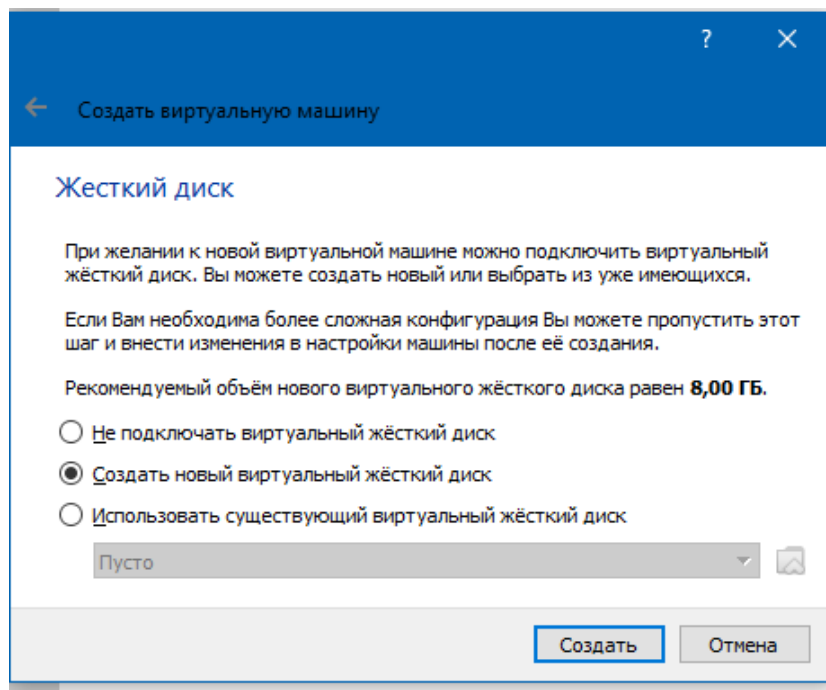 ?
Создать виртуальную машину
Жесткий диск
При желании к новой виртуальной машине можно подключить виртуальный
жёсткий диск. Вы можете создать новый или выбрать из уже имеющихся.
Если Вам необходима более сложная конфигурация Вы можете пропустить этот
шаг и внести изменения в настройки машины после её создания.
Рекомендуемый объём нового виртуального жёсткого диска равен 8,00 ГБ.
Не подключать виртуальный жёсткий диск
Создать новый виртуальный жёсткий диск
Использовать существующий виртуальный жёсткий диск
Пусто
Создать Отмена